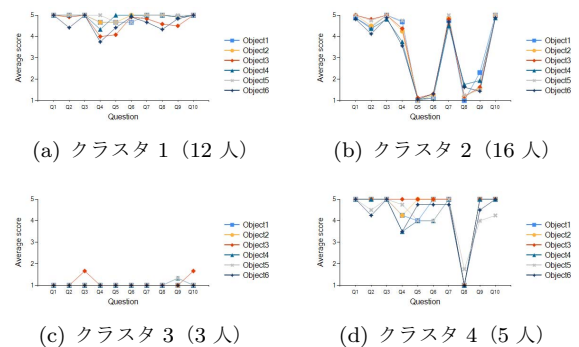 Average score
5
4
3
2
1
Q1 Q2 Q3 Q4 Q5 Q6 Q7 Q8 Q9 Q10
Question
Object1
Object2
Object3
Object4
Object5
Object6
(a) クラスタ 1（12 人）
Average score
5
4
3
2
1
Q1 Q2 Q3 Q4 Q5 Q6 Q7 Q8 Q9 Q10
Question
Object1
Object2
Object3
Object4
Object5
Object6
(b) クラスタ 2（16 人）
Average score
5
4
3
2
1
Q1 Q2 Q3 Q4 Q5 Q6 Q7 Q8 Q9 Q10
Question
Object1
Object2
Object3
Object4
Object5
Object6
(c) クラスタ 3（3 人）
Average score
5
4
3
2
1
Q1 Q2 Q3 Q4 Q5 Q6 Q7 Q8 Q9 Q10
Question
Object1
Object2
Object3
Object4
Object5
Object6
(d) クラスタ 4（5 人）